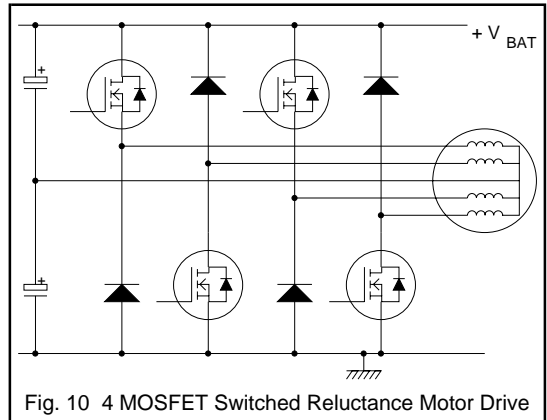 + V BAT
+
+
Fig. 10 4 MOSFET Switched Reluctance Motor Drive